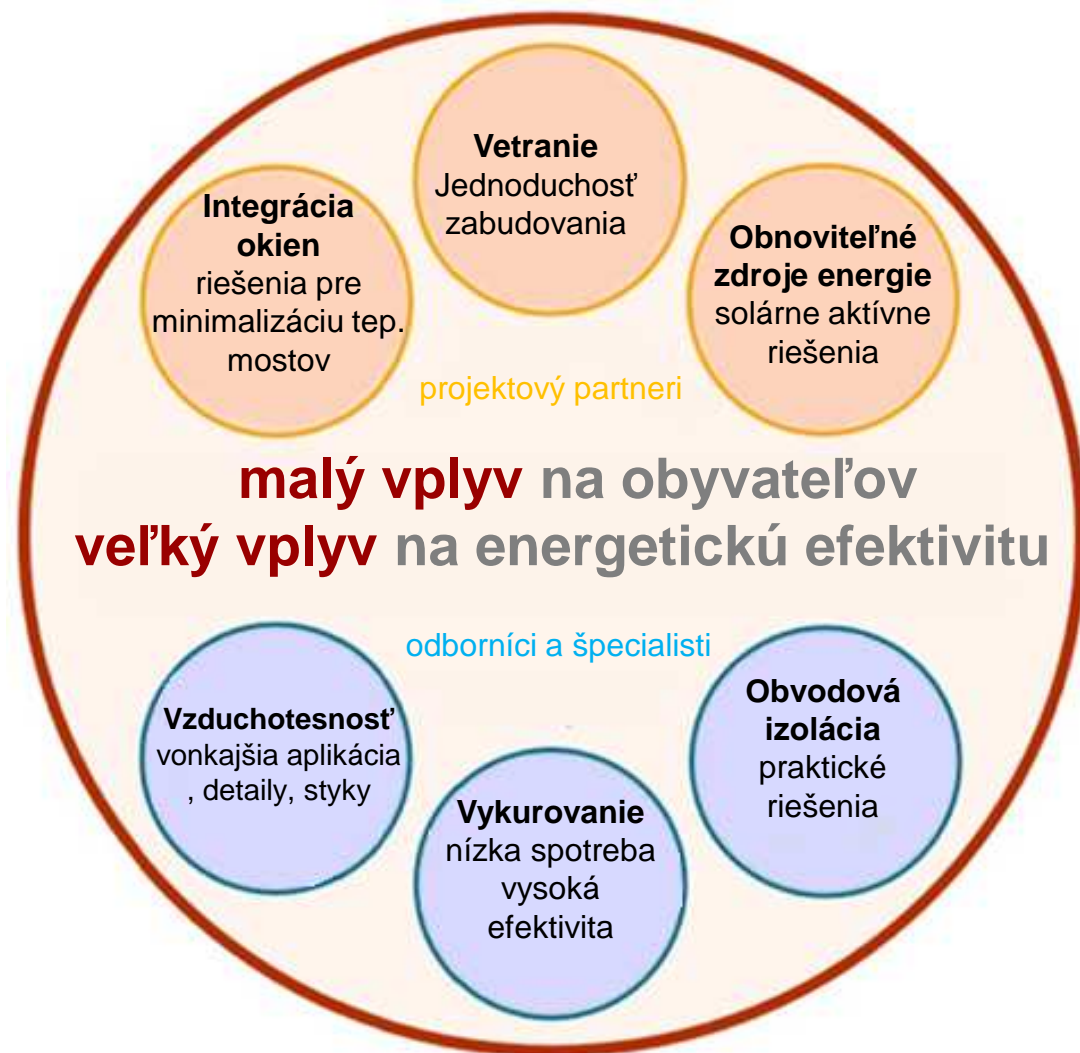 Vetranie
Jednoduchosť
zabudovania
Integrácia
okien
riešenia pre
minimalizáciu tep.
mostov
Obnoviteľné
zdroje energie
solárne aktívne
riešenia
projektový partneri
malý vplyv na obyvateľov
veľký vplyv na energetickú efektivitu
odborníci a špecialisti
Vzduchotesnosť
vonkajšia aplikácia
, detaily, styky
Vykurovanie
nízka spotreba
vysoká
efektivita
Obvodová
izolácia
praktické
riešenia